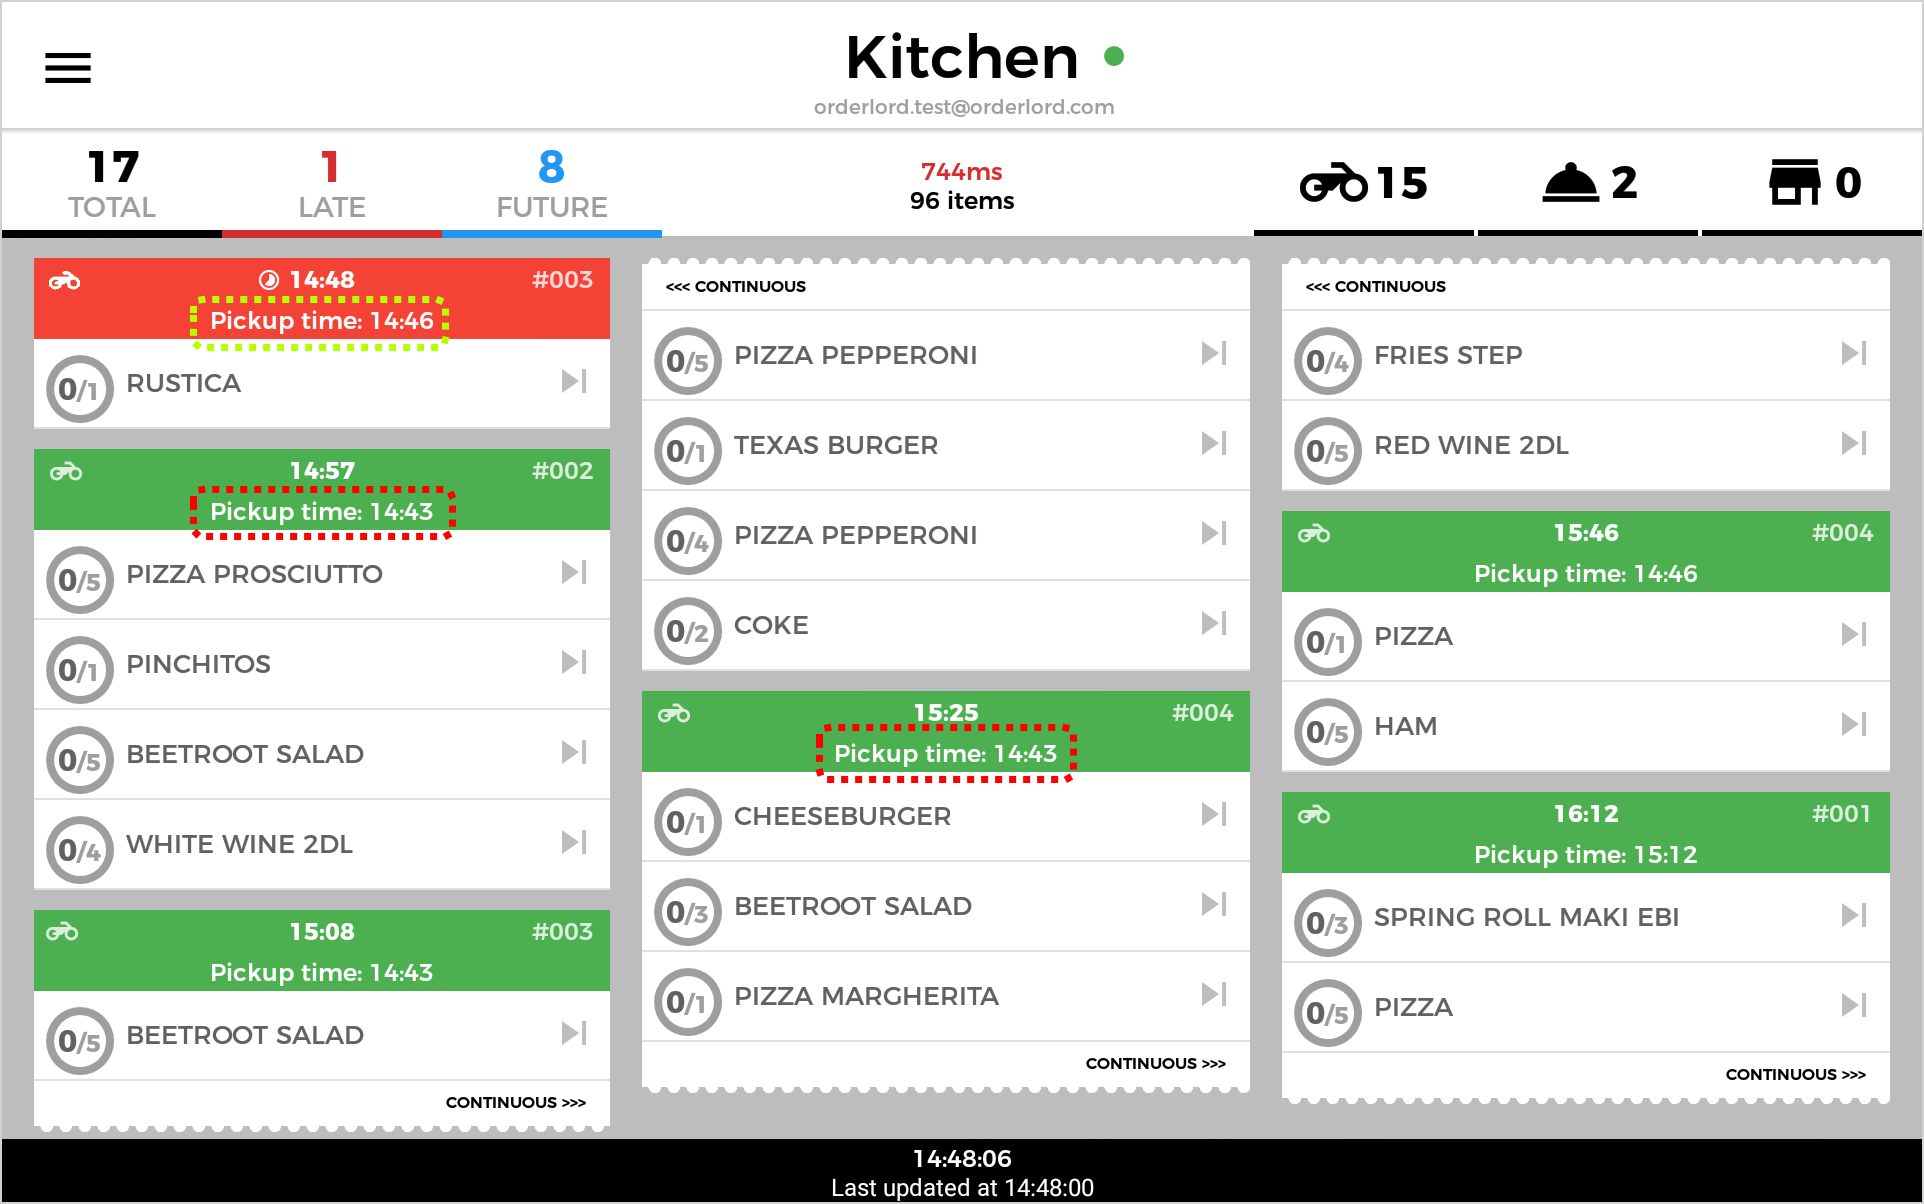 Kitchen
orderlord.test@orderlord.com
17
TOTAL
1
LATE
8
FUTURE
744ms
96 items
15
2
0
14:48 #003
Pickup time: 14:46
0/1 RUSTICA
14:57 #002
Pickup time: 14:43
0/5 PIZZA PROSCIUTTO
0/1 PINCHITOS
0/5 BEETROOT SALAD
0/4 WHITE WINE 2DL
15:08 #003
Pickup time: 14:43
0/5 BEETROOT SALAD
CONTINUOUS >>>
<<< CONTINUOUS
0/5 PIZZA PEPPERONI
0/1 TEXAS BURGER
0/4 PIZZA PEPPERONI
0/2 COKE
15:25 #004
Pickup time: 14:43
0/1 CHEESEBURGER
0/3 BEETROOT SALAD
0/1 PIZZA MARGHERITA
CONTINUOUS >>>
<<< CONTINUOUS
0/4 FRIES STEP
0/5 RED WINE 2DL
15:46 #004
Pickup time: 14:46
0/1 PIZZA
0/5 HAM
16:12 #001
Pickup time: 15:12
0/3 SPRING ROLL MAKI EBI
0/5 PIZZA
CONTINUOUS >>>
14:48:06
Last updated at 14:48:00